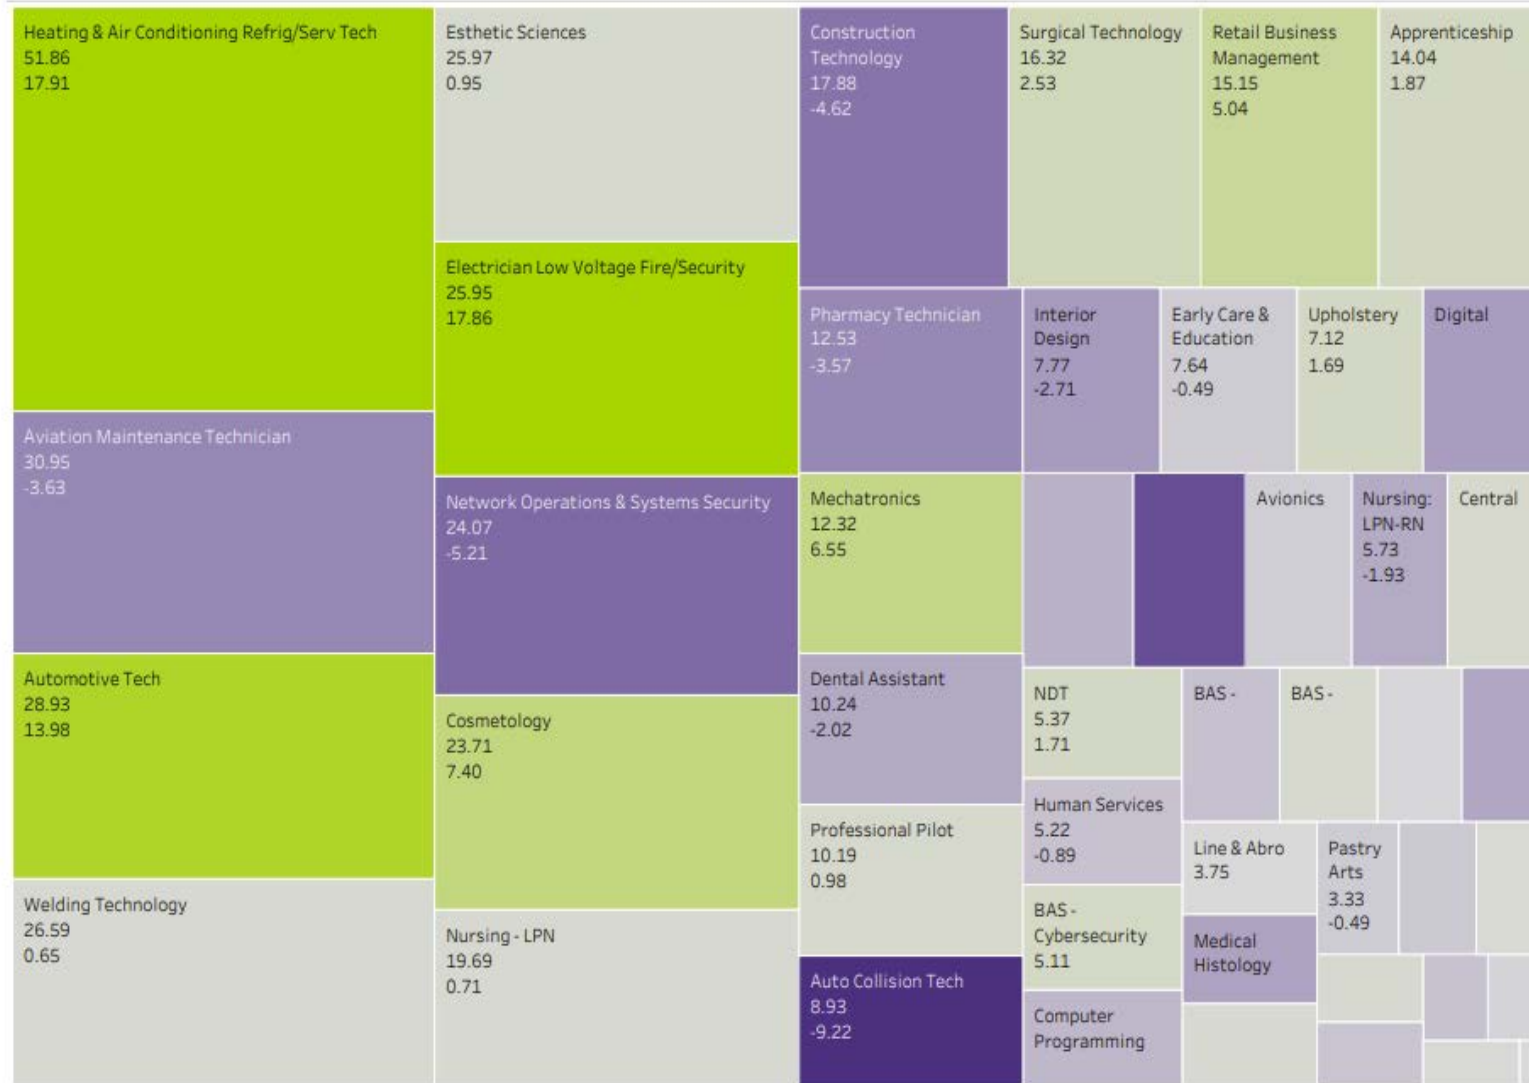 Heating & Air Conditioning Refrig/Serv Tech
51.86
17.91
Aviation Maintenance Technician
30.95
-3.63
Automotive Tech
28.93
13.98
Welding Technology
26.59
0.65
Esthetic Sciences
25.97
0.95
Electrician Low Voltage Fire/Security
25.95
17.86
Network Operations & Systems Security
24.07
-5.21
Cosmetology
23.71
7.40
Nursing - LPN
19.69
0.71
Construction
Technology
17.88
-4.62
Surgical Technology
16.32
2.53
Retail Business
Management
15.15
5.04
Apprenticeship
14.04
1.87
Pharmacy Technician
12.53
-3.57
Interior
Design
7.77
-2.71
Early Care &
Education
7.64
-0.49
Upholstery
7.12
1.69
Digital
Mechatronics
12.32
6.55
Avionics
Nursing:
LPN-RN
5.73
-1.93
Central
Dental Assistant
10.24
-2.02
Professional Pilot
10.19
0.98
Auto Collision Tech
8.93
-9.22
NDT
5.37
1.71
BAS -
BAS -
Human Services
5.22
-0.89
BAS -
Cybersecurity
5.11
Computer
Programming
Line & Abro
3.75
Medical
Histology
Pastry
Arts
3.33
-0.49